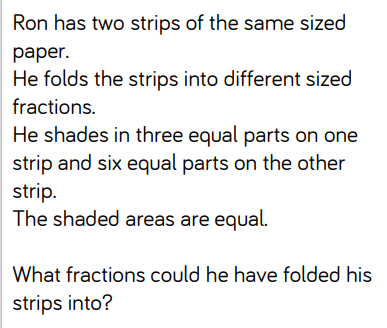 Ron has two strips of the same sized
paper.
He folds the strips into different sized
fractions.
He shades in three equal parts on one
strip and six equal parts on the other
strip.
The shaded areas are equal.

What fractions could he have folded his
strips into?